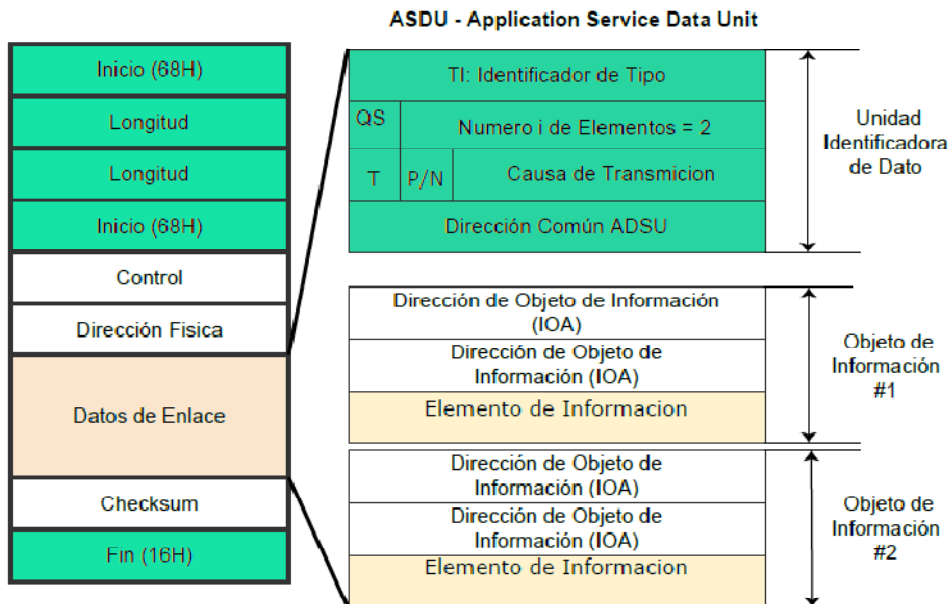 ASDU - Application Service Data Unit
Inicio (68H)
Longitud
Longitud
Inicio (68H)
Control
Dirección Fisica
Datos de Enlace
Checksum
Fin (16H)
TI: Identificador de Tipo
QS
Numero i de Elementos = 2
T
P/N
Causa de Transmicion
Dirección Común ADSU
Unidad
Identificadora
de Dato
Dirección de Objeto de Información
(IOA)
Dirección de Objeto de
Información (IOA)
Elemento de Informacion
Objeto de
Información
#1
Dirección de Objeto de
Información (IOA)
Dirección de Objeto de
Información (IOA)
Elemento de Informacion
Objeto de
Información
#2